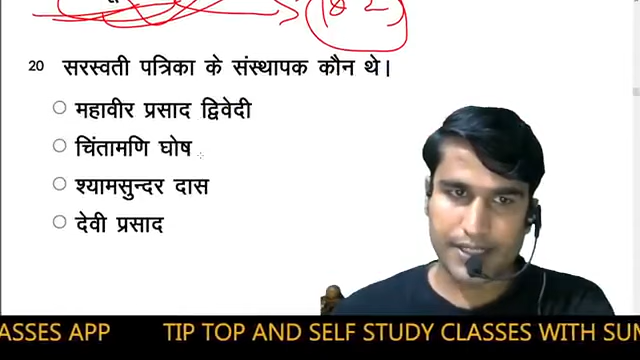 20 सरस्वती पत्रिका के संस्थापक कौन थे।
महावीर प्रसाद द्विवेदी
चिंतामणि घोष
श्यामसुन्दर दास
देवी प्रसाद
ASSES APP TIP TOP AND SELF STUDY CLASSES WITH SUM